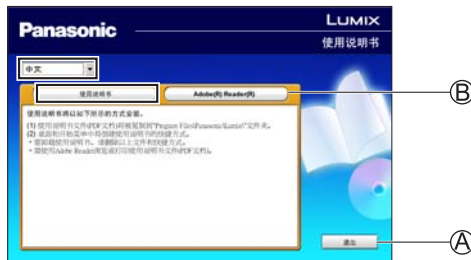 Panasonic
LUMIX
使用说明书
中文
使用说明书
Adobe(R) Reader(R)
B
使用说明书将以如下所示的方式安装。
(1) 使用说明书文件(PDF文档)将被复制到"Program Files\Panasonic\Lumix\"文件夹。
(2) 桌面和开始菜单中将创建使用说明书的快捷方式。
• 要卸载使用说明书，请删除以上文件和快捷方式。
• 需使用Adobe Reader浏览或打印使用说明书文件(PDF文档)。
退出
A